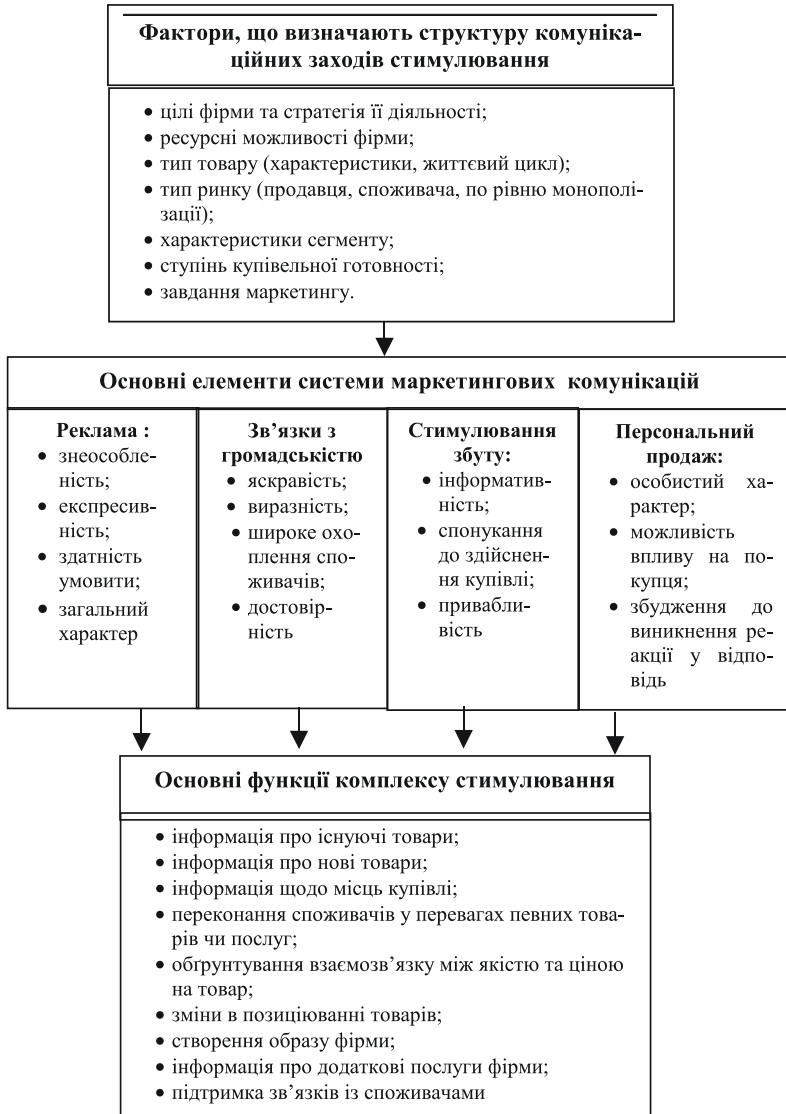 Фактори, що визначають структуру комуніка-
ційних заходів стимулювання
• цілі фірми та стратегія її діяльності;
• ресурсні можливості фірми;
• тип товару (характеристики, життєвий цикл);
• тип ринку (продавця, споживача, по рівню монополі-
зації);
• характеристики сегменту;
• ступінь купівельної готовності;
• завдання маркетингу.
Основні елементи системи маркетингових комунікацій
Реклама :
• знеособле-
ність;
• експресив-
ність;
• здатність
умовити;
• загальний
характер
Зв’язки з
громадськістю
• яскравість;
• виразність;
• широке охо-
плення спо-
живачів;
• достовір-
ність
Стимулювання
збуту:
• інформатив-
ність;
• спонукання
до здійснен-
ня купівлі;
• привабли-
вість
Персональний
продаж:
• особистий ха-
рактер;
• можливість
впливу на по-
купця;
• збудження до
виникнення ре-
акції у відпо-
відь
Основні функції комплексу стимулювання
• інформація про існуючі товари;
• інформація про нові товари;
• інформація щодо місць купівлі;
• переконання споживачів у перевагах певних това-
рів чи послуг;
• обґрунтування взаємозв’язку між якістю та ціною
на товар;
• зміни в позиціюванні товарів;
• створення образу фірми;
• інформація про додаткові послуги фірми;
• підтримка зв’язків із споживачами